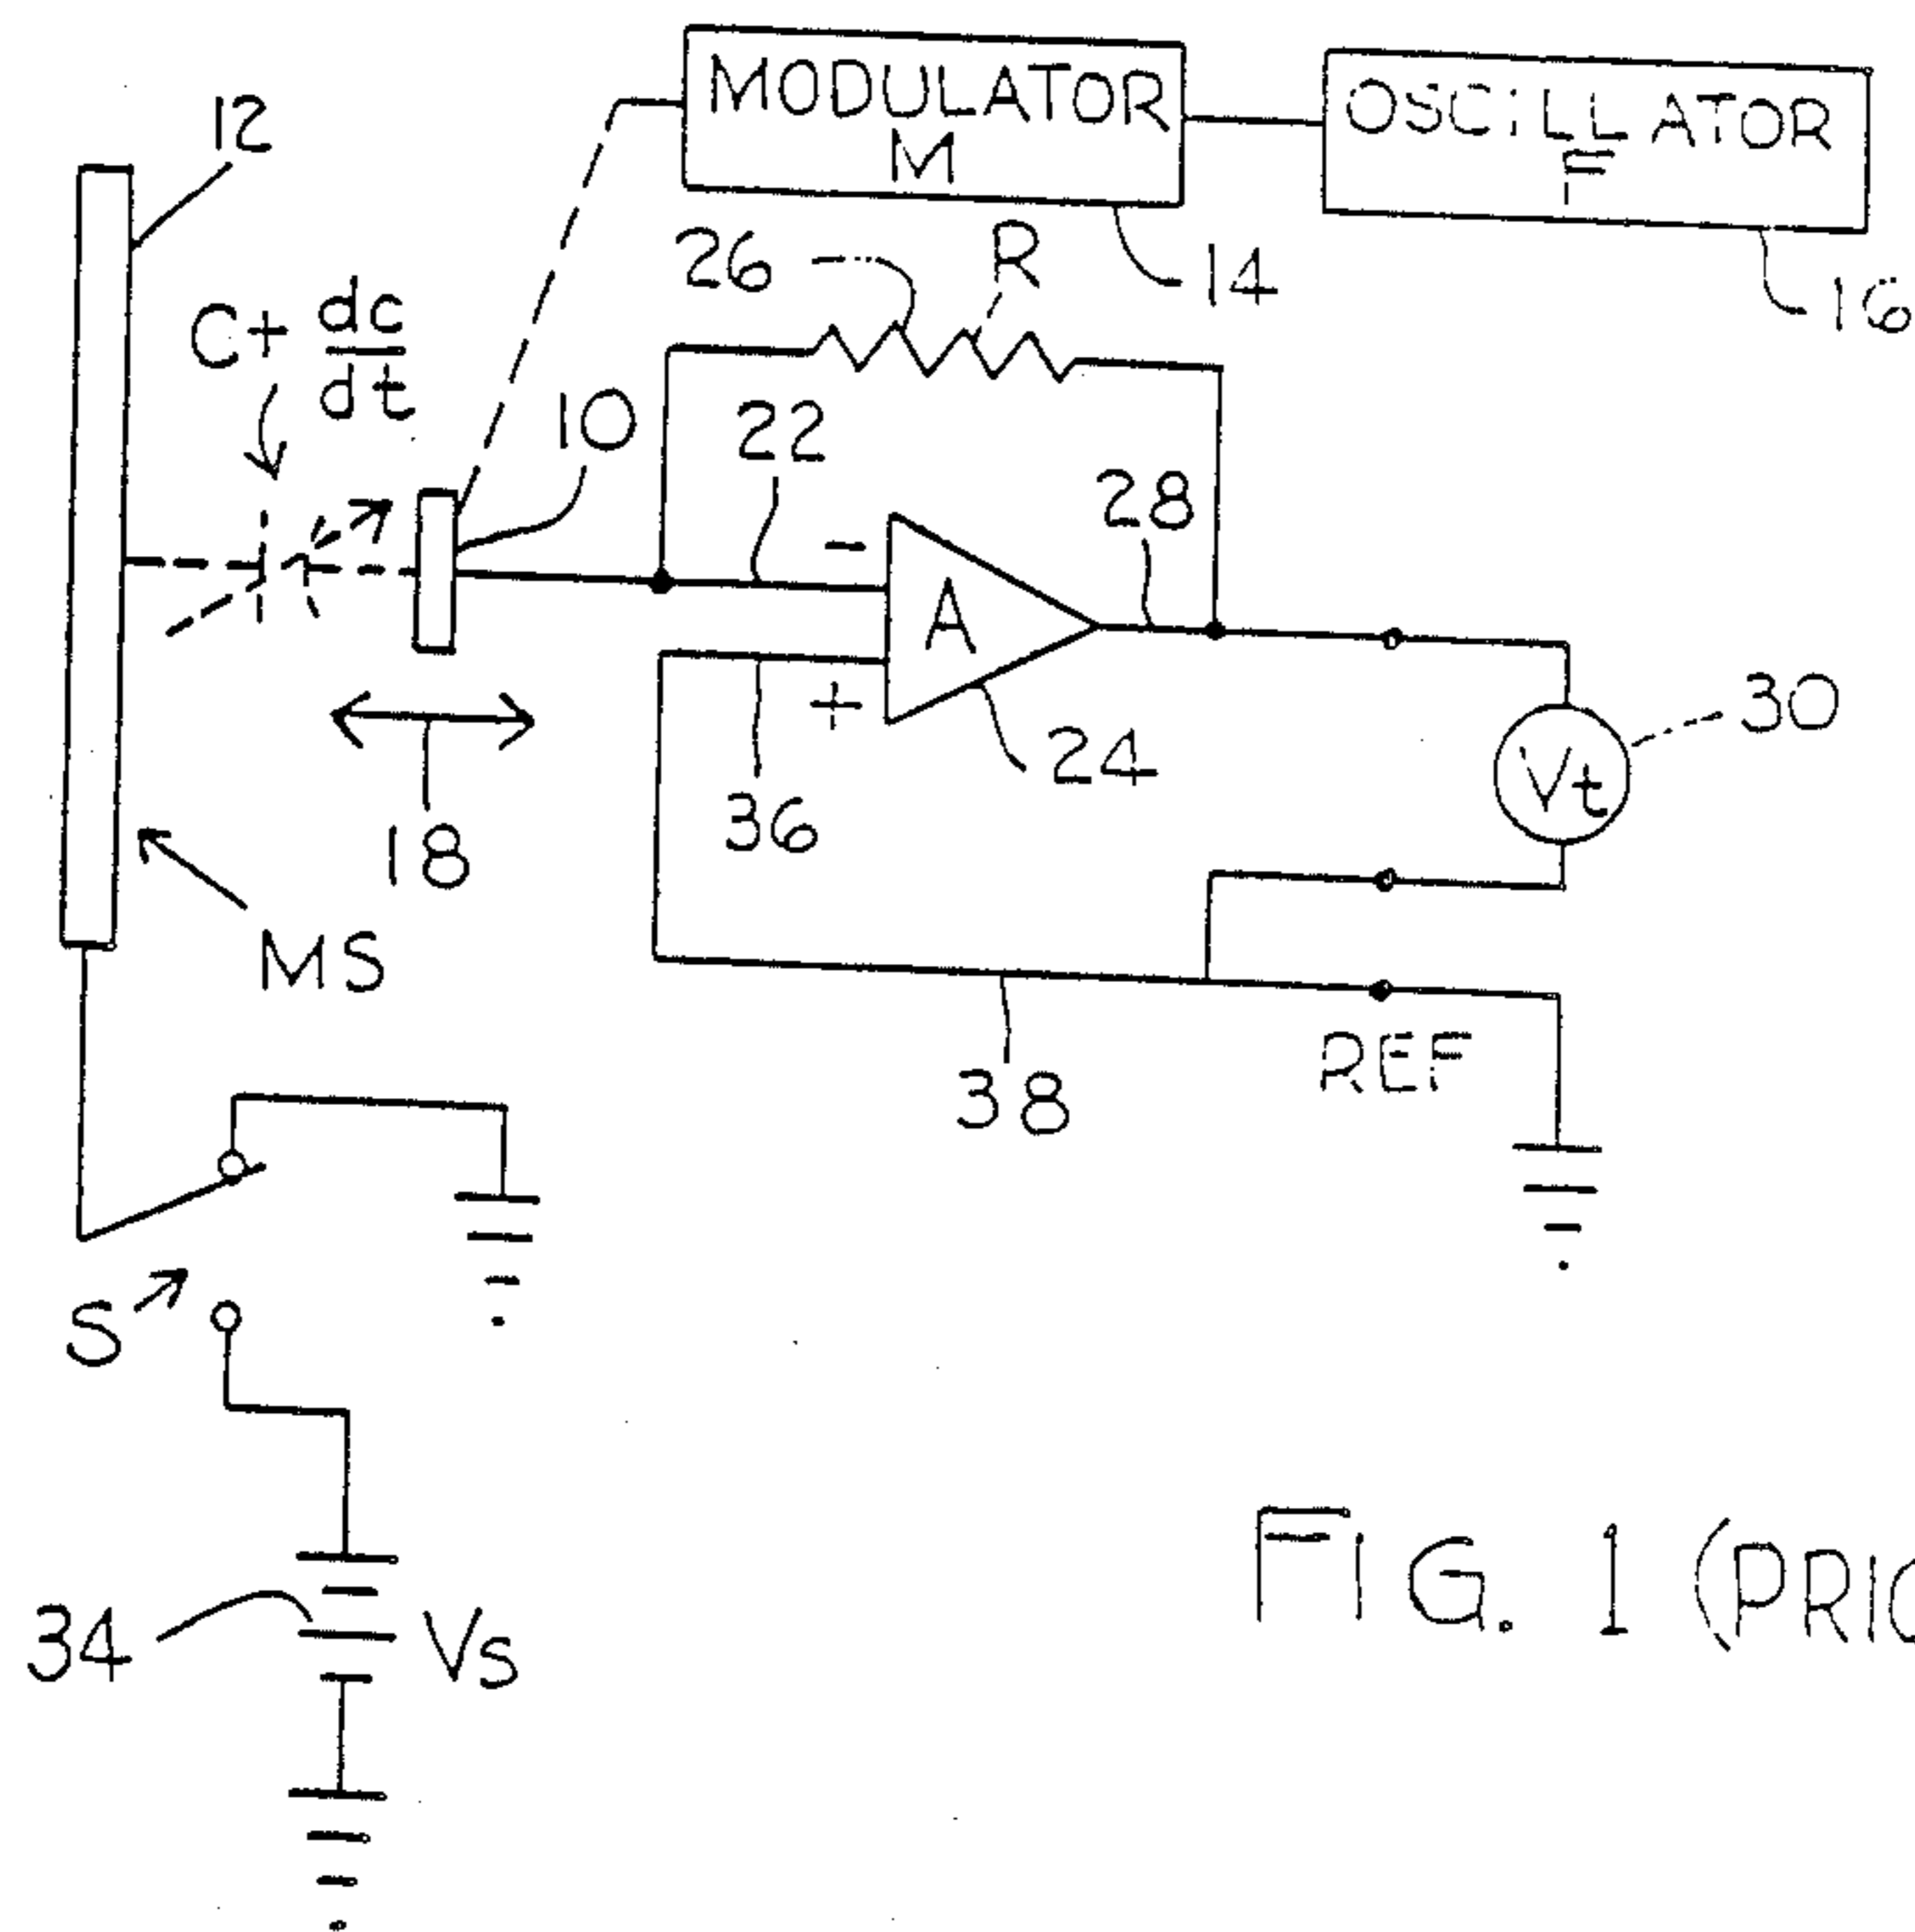 MODULATOR
M
OSCILLATOR
F
12
26
R
14
16
C+ dc/dt
10
22
28
-
A
+
24
30
Vt
36
18
MS
38
REF
S
34
Vs
FIG. 1 (PRIO